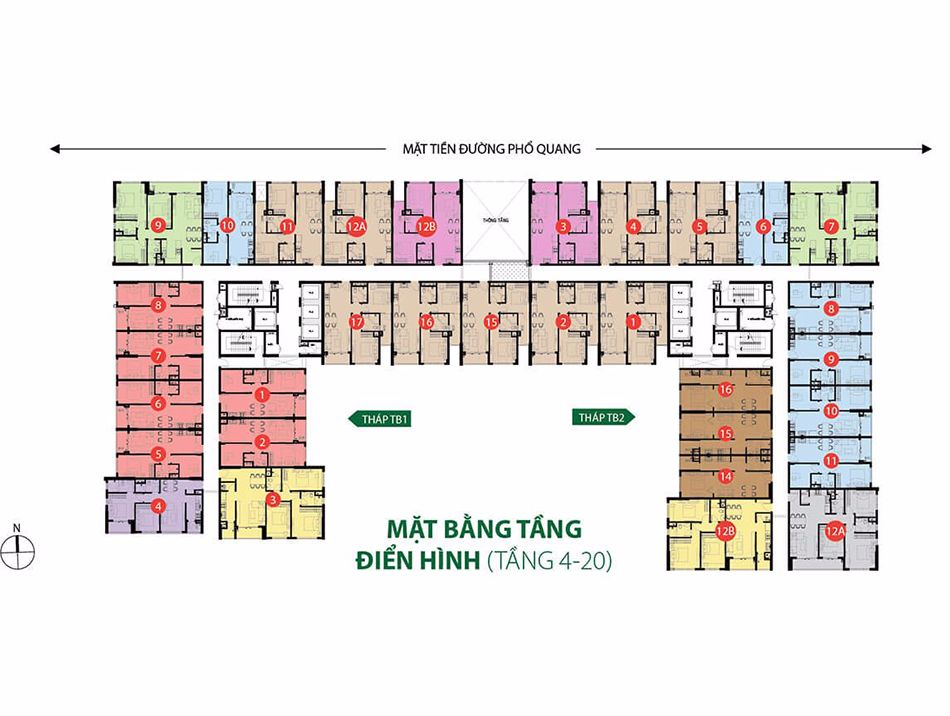 MẶT TIỀN ĐƯỜNG PHỔ QUANG
9 10 11 12A 12B THÔNG TẦNG 3 4 5 6 7
8 17 16 15 2 1 8
7 9
6 1 16 10
THÁP TB1 THÁP TB2
5 2 15 11
4 3 14
12B 12A
N
MẶT BẰNG TẦNG
ĐIỂN HÌNH (TẦNG 4-20)